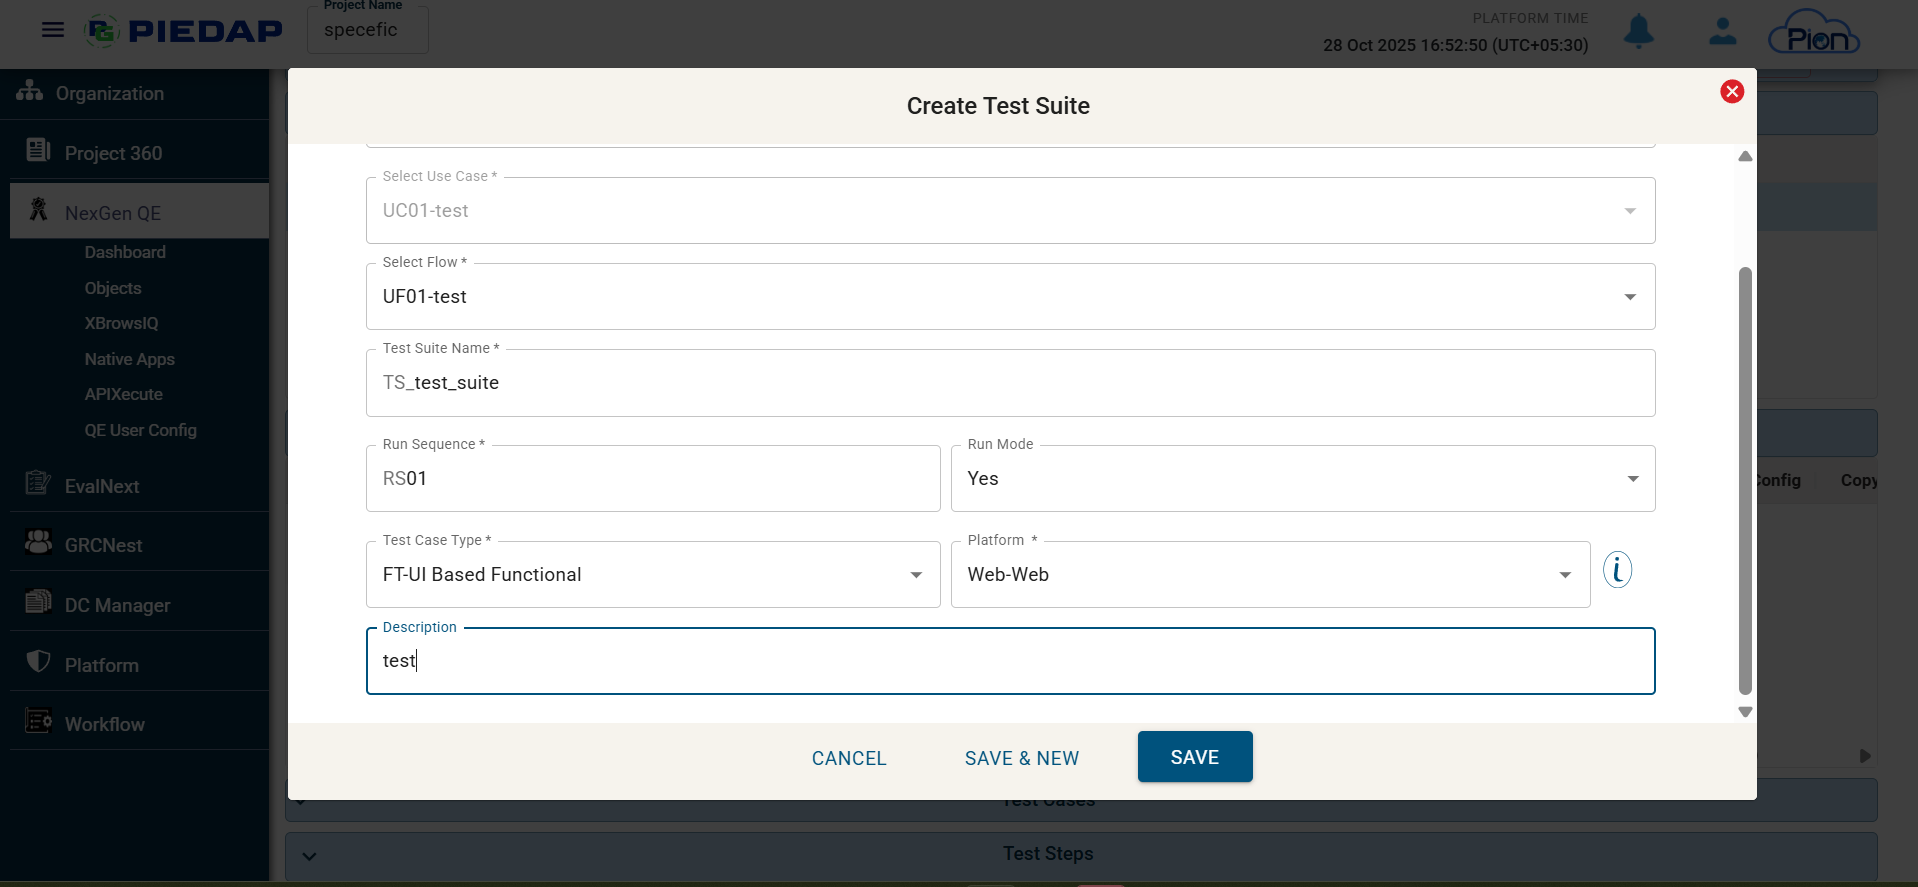 Project Name
PIEDAP
specefic
PLATFORM TIME
28 Oct 2025 16:52:50 (UTC+05:30)
Pion
Organization
Project 360
NexGen QE
Dashboard
Objects
XBrowsIQ
Native Apps
APIXecute
QE User Config
EvalNext
GRCNest
DC Manager
Platform
Workflow
Create Test Suite
Select Use Case *
UC01-test
Select Flow *
UF01-test
Test Suite Name *
TS_test_suite
Run Sequence *
RS01
Run Mode
Yes
Test Case Type *
FT-UI Based Functional
Platform *
Web-Web
Description
test
CANCEL
SAVE & NEW
SAVE
Config
Copy
Test Cases
Test Steps